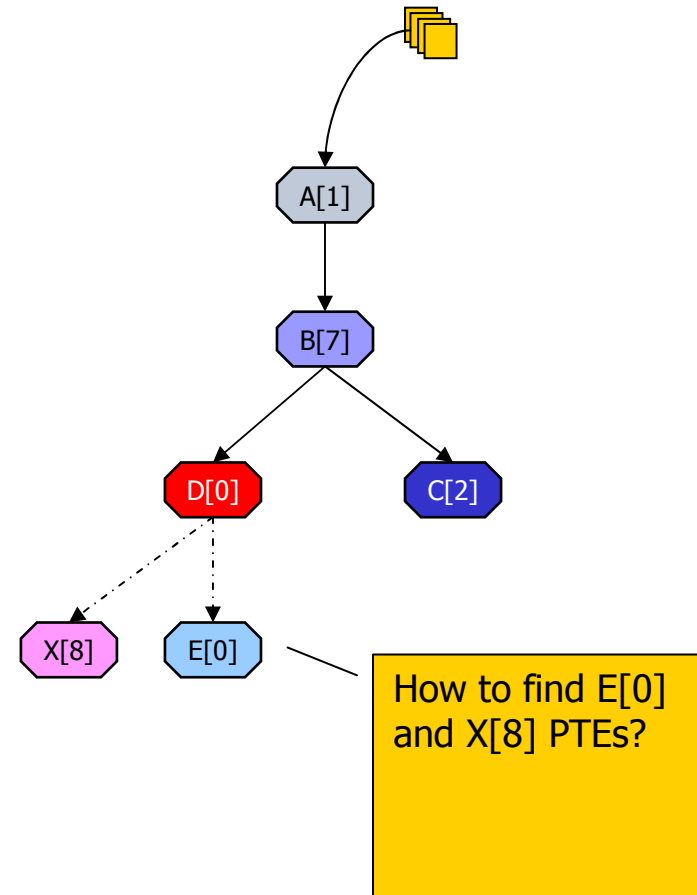 A[1]
B[7]
D[0]
C[2]
X[8]
E[0]
How to find E[0]
and X[8] PTEs?